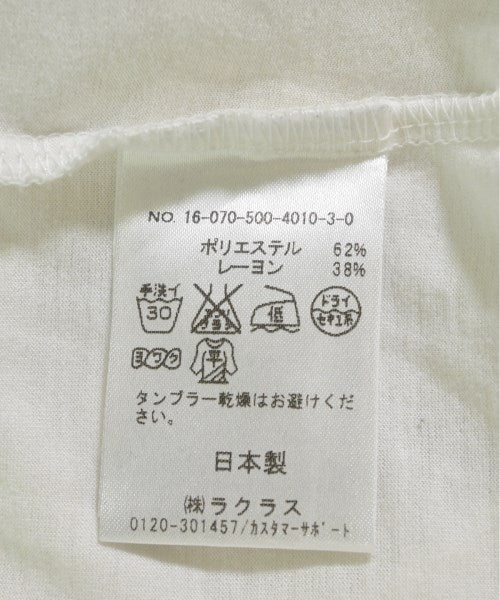 NO. 16-070-500-4010-3-0
ポリエステル 62%
レーヨン 38%
手洗イ 30 低 ドライ セキユ系
ヨワク 平
タンブラー乾燥はお避けくだ
さい。
日本製
㈱ラクラス
0120-301457/カスタマーサポート